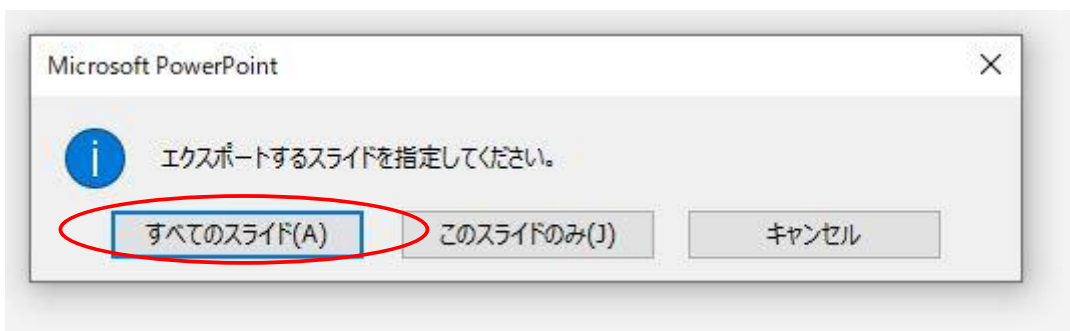 Microsoft PowerPoint
エクスポートするスライドを指定してください。
すべてのスライド(A)
このスライドのみ(J)
キャンセル